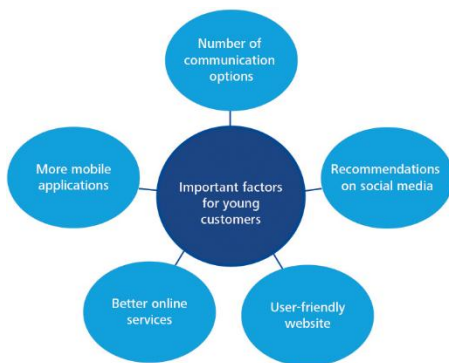 Number of
communication
options
More mobile
applications
Important factors
for young
customers
Recommendations
on social media
Better online
services
User-friendly
website